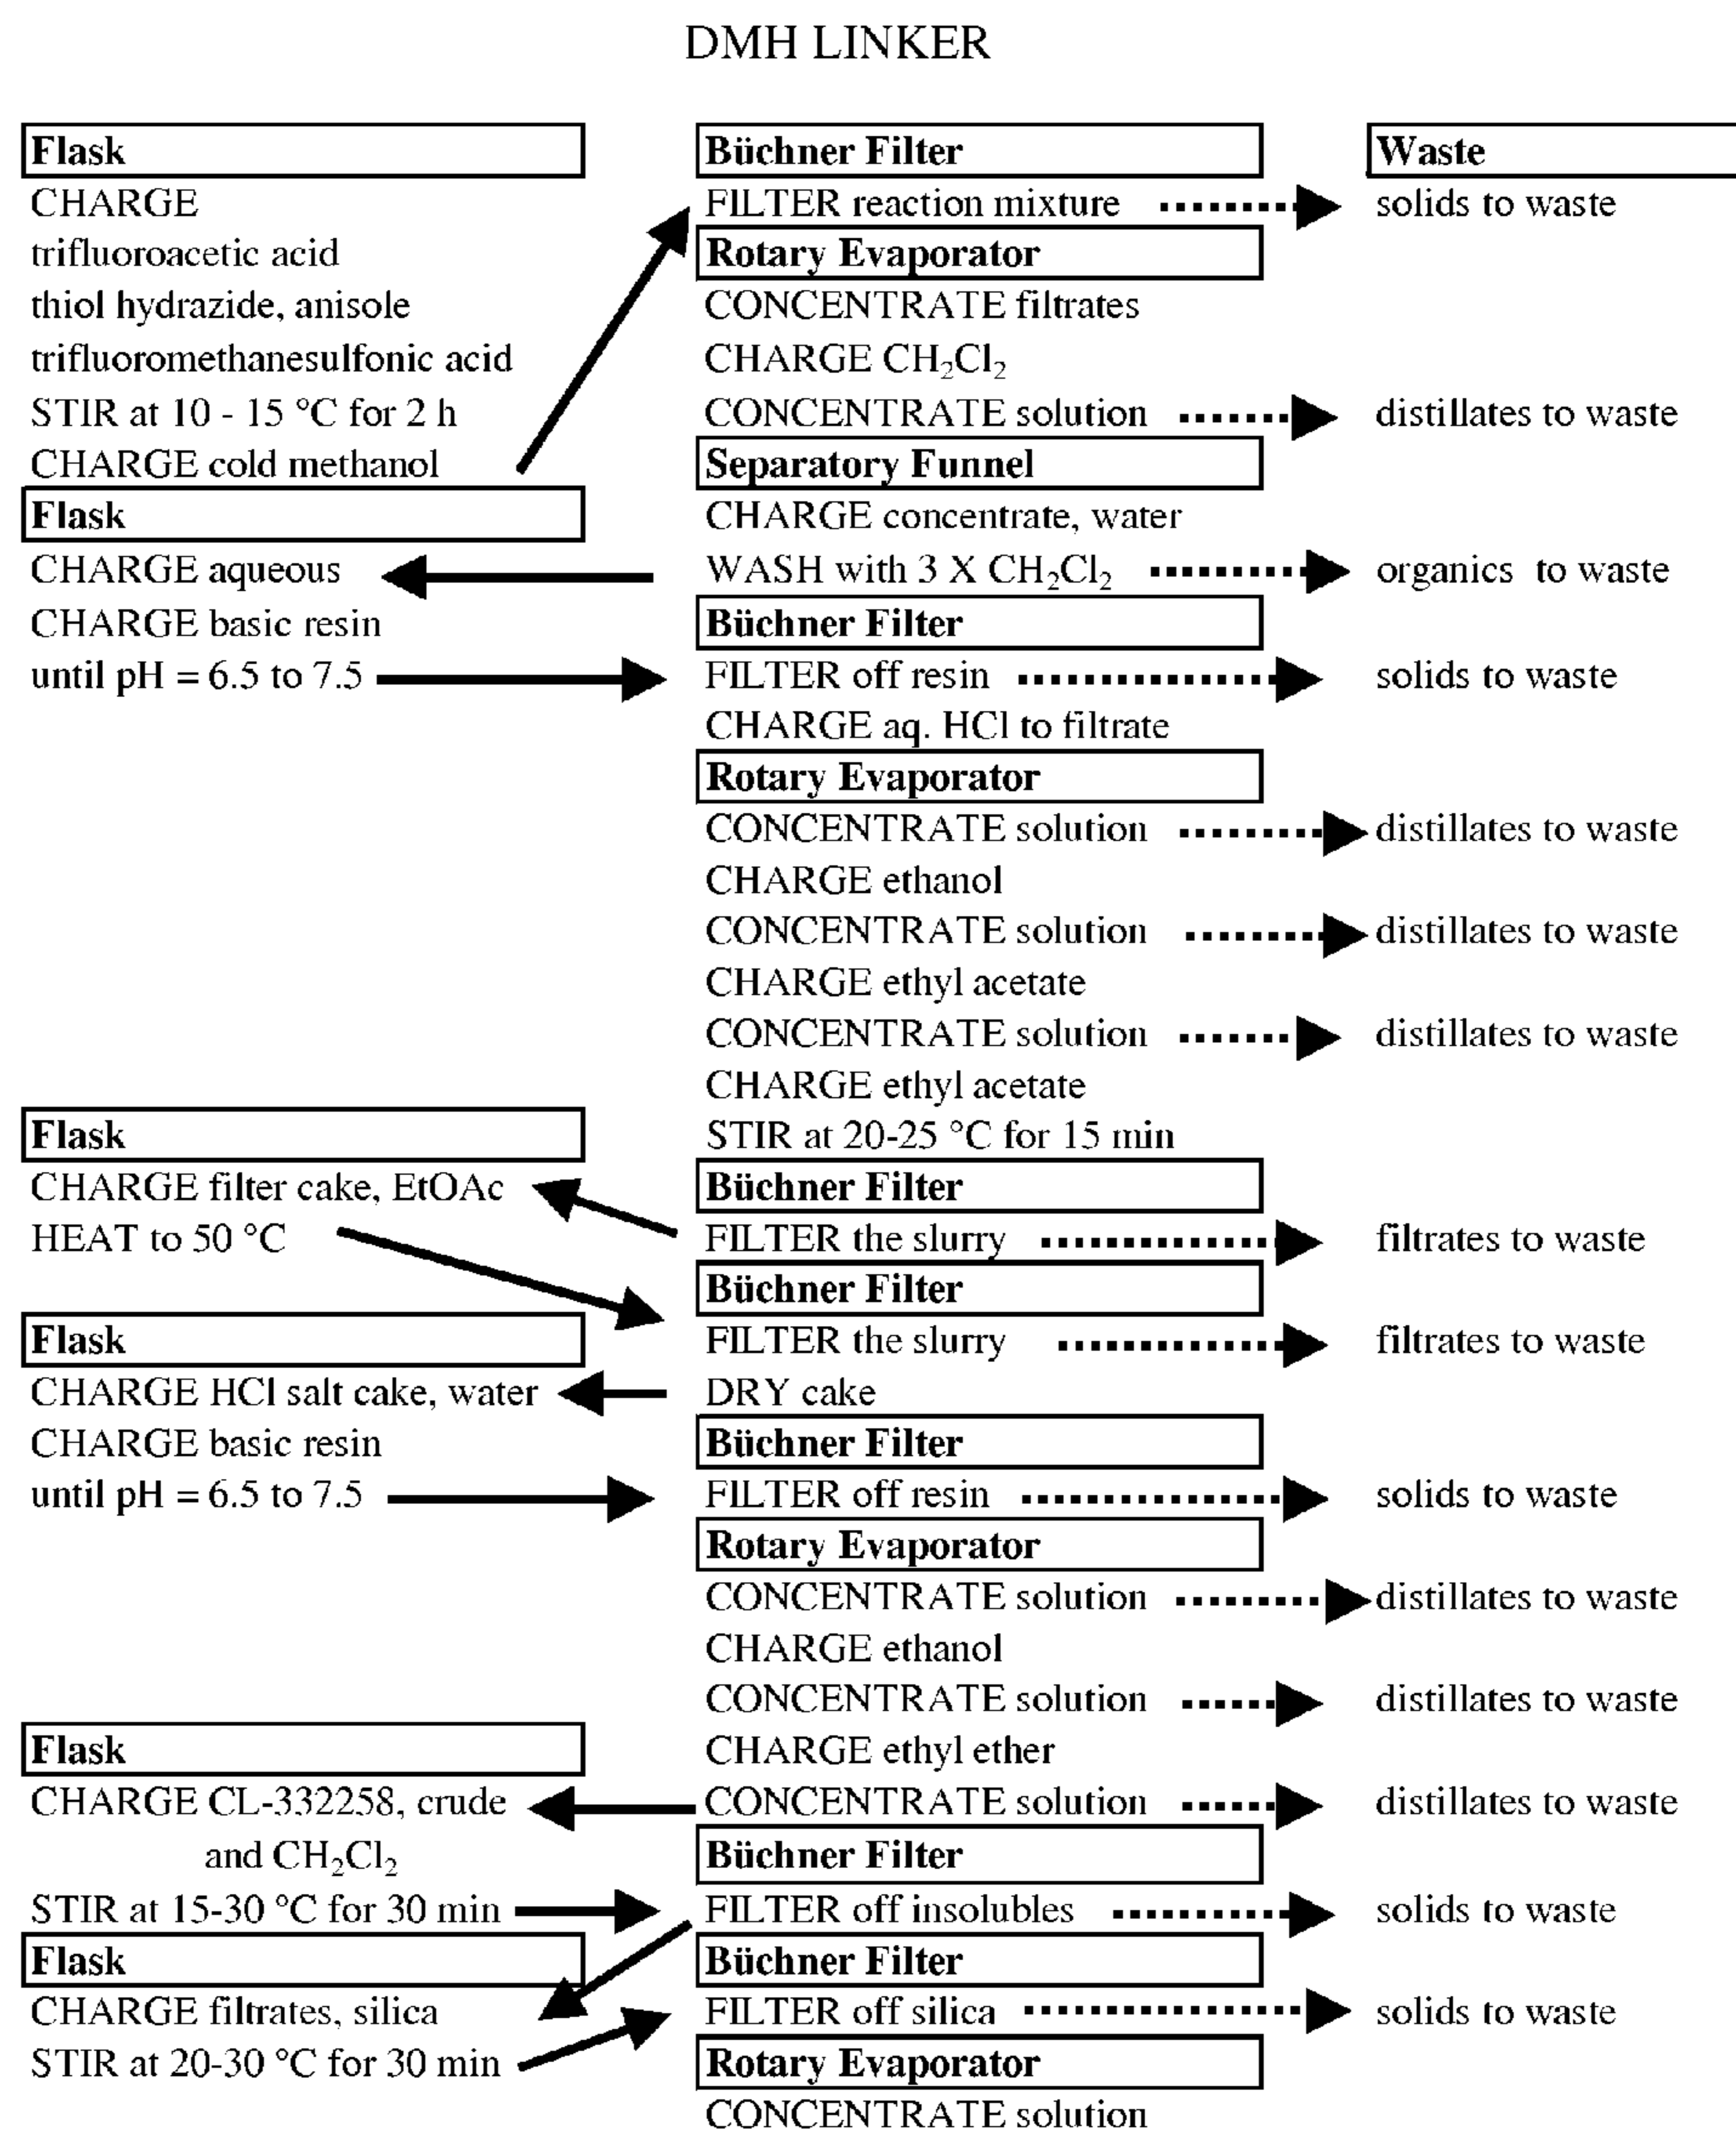 DMH LINKER
Flask
CHARGE
trifluoroacetic acid
thiol hydrazide, anisole
trifluoromethanesulfonic acid
STIR at 10 - 15 °C for 2 h
CHARGE cold methanol
Flask
CHARGE aqueous
CHARGE basic resin
until pH = 6.5 to 7.5
Flask
CHARGE filter cake, EtOAc
HEAT to 50 °C
Flask
CHARGE HCl salt cake, water
CHARGE basic resin
until pH = 6.5 to 7.5
Flask
CHARGE CL-332258, crude
and CH₂Cl₂
STIR at 15-30 °C for 30 min
Flask
CHARGE filtrates, silica
STIR at 20-30 °C for 30 min
Büchner Filter
FILTER reaction mixture
Rotary Evaporator
CONCENTRATE filtrates
CHARGE CH₂Cl₂
CONCENTRATE solution
Separatory Funnel
CHARGE concentrate, water
WASH with 3 X CH₂Cl₂
Büchner Filter
FILTER off resin
CHARGE aq. HCl to filtrate
Rotary Evaporator
CONCENTRATE solution
CHARGE ethanol
CONCENTRATE solution
CHARGE ethyl acetate
CONCENTRATE solution
CHARGE ethyl acetate
STIR at 20-25 °C for 15 min
Büchner Filter
FILTER the slurry
Büchner Filter
FILTER the slurry
DRY cake
Büchner Filter
FILTER off resin
Rotary Evaporator
CONCENTRATE solution
CHARGE ethanol
CONCENTRATE solution
CHARGE ethyl ether
CONCENTRATE solution
Büchner Filter
FILTER off insolubles
Büchner Filter
FILTER off silica
Rotary Evaporator
CONCENTRATE solution
Waste
solids to waste
distillates to waste
organics to waste
solids to waste
distillates to waste
distillates to waste
distillates to waste
filtrates to waste
filtrates to waste
solids to waste
distillates to waste
distillates to waste
distillates to waste
solids to waste
solids to waste